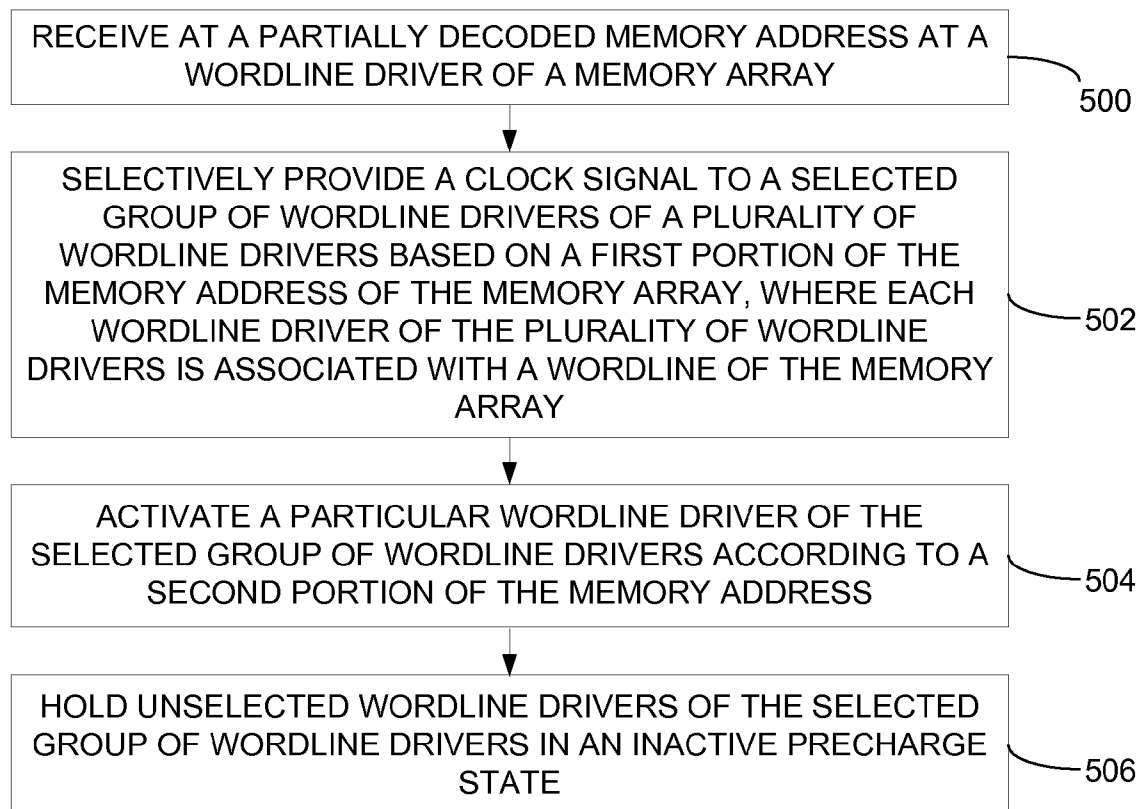 RECEIVE AT A PARTIALLY DECODED MEMORY ADDRESS AT A
WORDLINE DRIVER OF A MEMORY ARRAY
500
SELECTIVELY PROVIDE A CLOCK SIGNAL TO A SELECTED
GROUP OF WORDLINE DRIVERS OF A PLURALITY OF
WORDLINE DRIVERS BASED ON A FIRST PORTION OF THE
MEMORY ADDRESS OF THE MEMORY ARRAY, WHERE EACH
WORDLINE DRIVER OF THE PLURALITY OF WORDLINE
DRIVERS IS ASSOCIATED WITH A WORDLINE OF THE MEMORY
ARRAY
502
ACTIVATE A PARTICULAR WORDLINE DRIVER OF THE
SELECTED GROUP OF WORDLINE DRIVERS ACCORDING TO A
SECOND PORTION OF THE MEMORY ADDRESS
504
HOLD UNSELECTED WORDLINE DRIVERS OF THE SELECTED
GROUP OF WORDLINE DRIVERS IN AN INACTIVE PRECHARGE
STATE
506